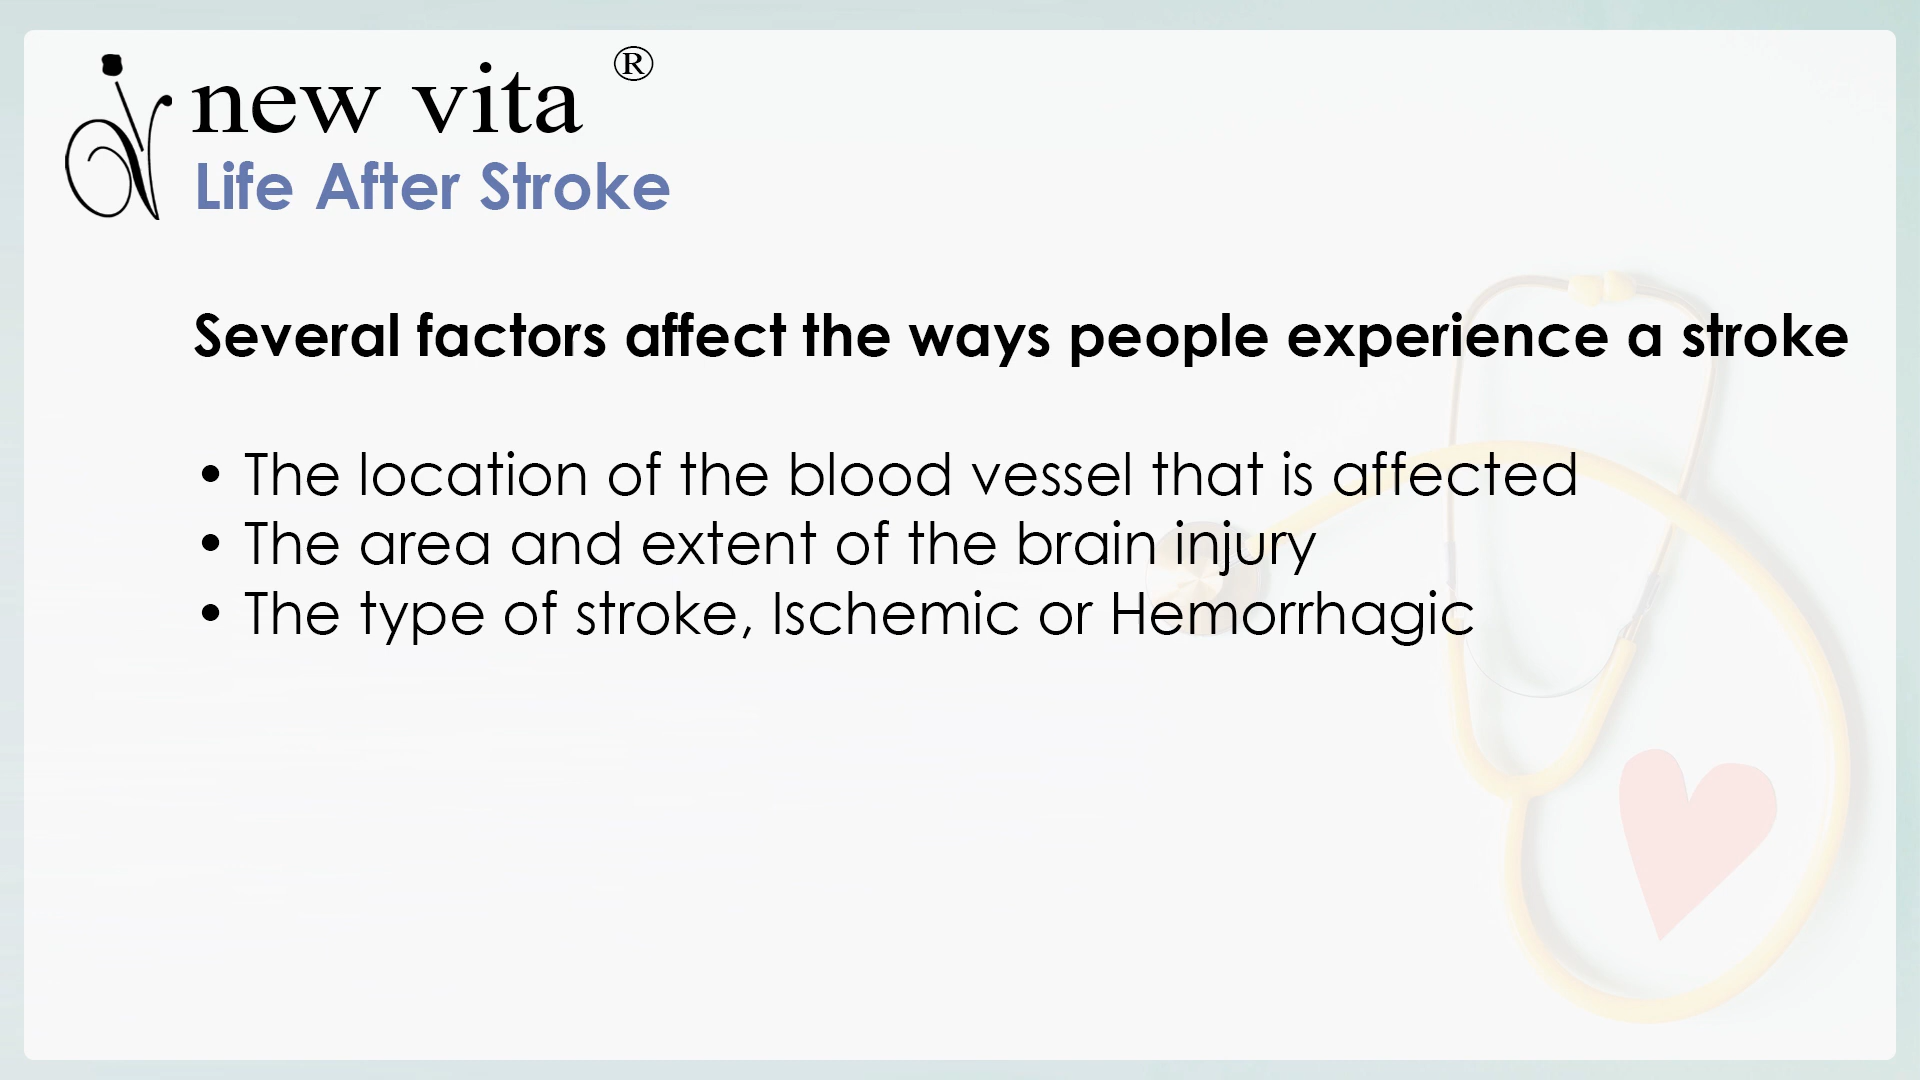 new vita ®
Life After Stroke
Several factors affect the ways people experience a stroke
• The location of the blood vessel that is affected
• The area and extent of the brain injury
• The type of stroke, Ischemic or Hemorrhagic